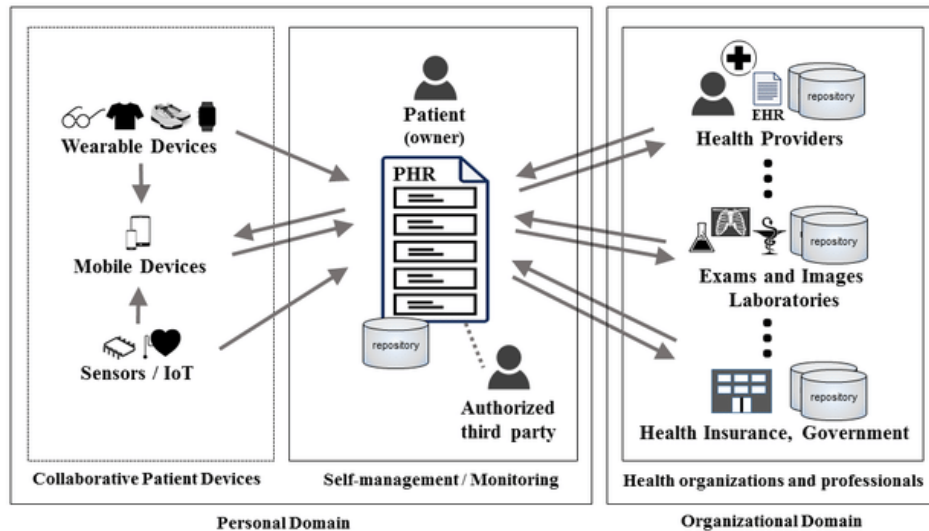 Wearable Devices
Mobile Devices
Sensors / IoT
Collaborative Patient Devices
Patient
(owner)
PHR
repository
Authorized
third party
Self-management / Monitoring
Personal Domain
EHR
repository
Health Providers
repository
Exams and Images
Laboratories
repository
Health Insurance, Government
Health organizations and professionals
Organizational Domain